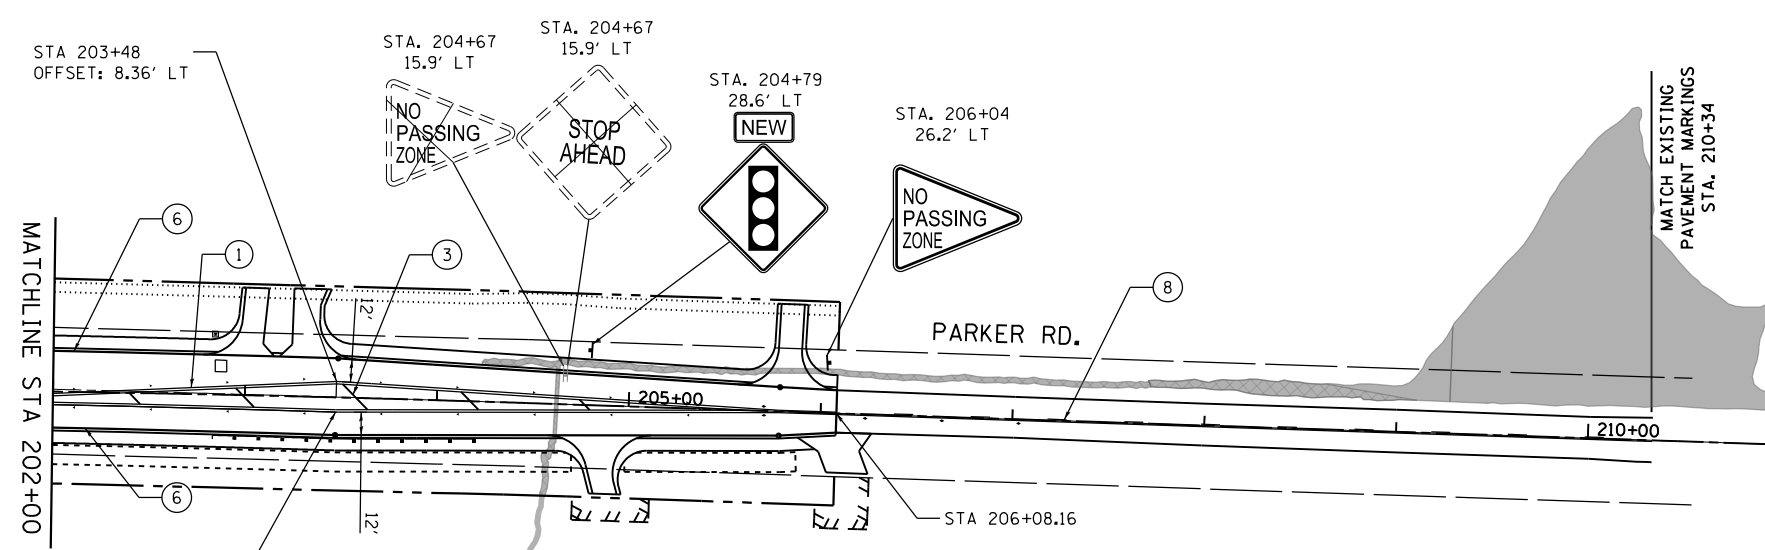 STA 203+48
OFFSET: 8.36' LT
STA. 204+67
15.9' LT
NO
PASSING
ZONE
STA. 204+67
15.9' LT
STOP
AHEAD
STA. 204+79
28.6' LT
NEW
STA. 206+04
26.2' LT
NO
PASSING
ZONE
MATCH EXISTING
PAVEMENT MARKINGS
STA. 210+34
MATCHLINE STA 202+00
6
1
3
8
12'
PARKER RD.
205+00
210+00
6
12'
STA 206+08.16